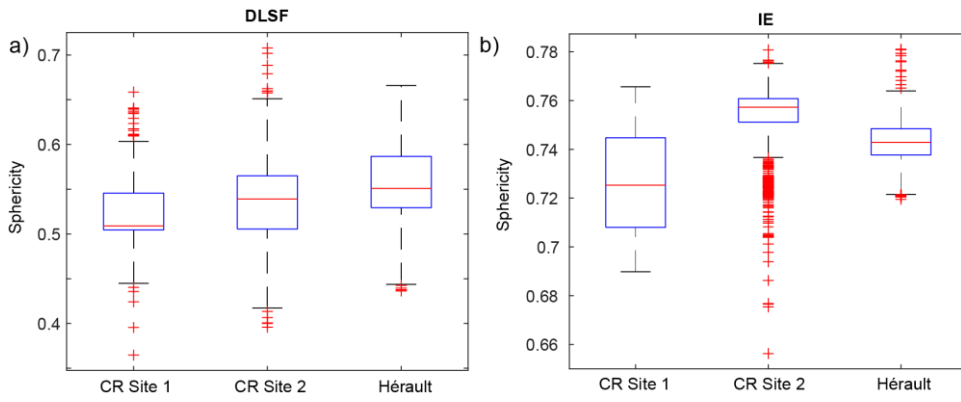 DLSF
a)
0.7
0.6
0.5
0.4
Sphericity
CR Site 1 CR Site 2 Hérault
IE
b)
0.78
0.76
0.74
0.72
0.7
0.68
0.66
Sphericity
CR Site 1 CR Site 2 Hérault